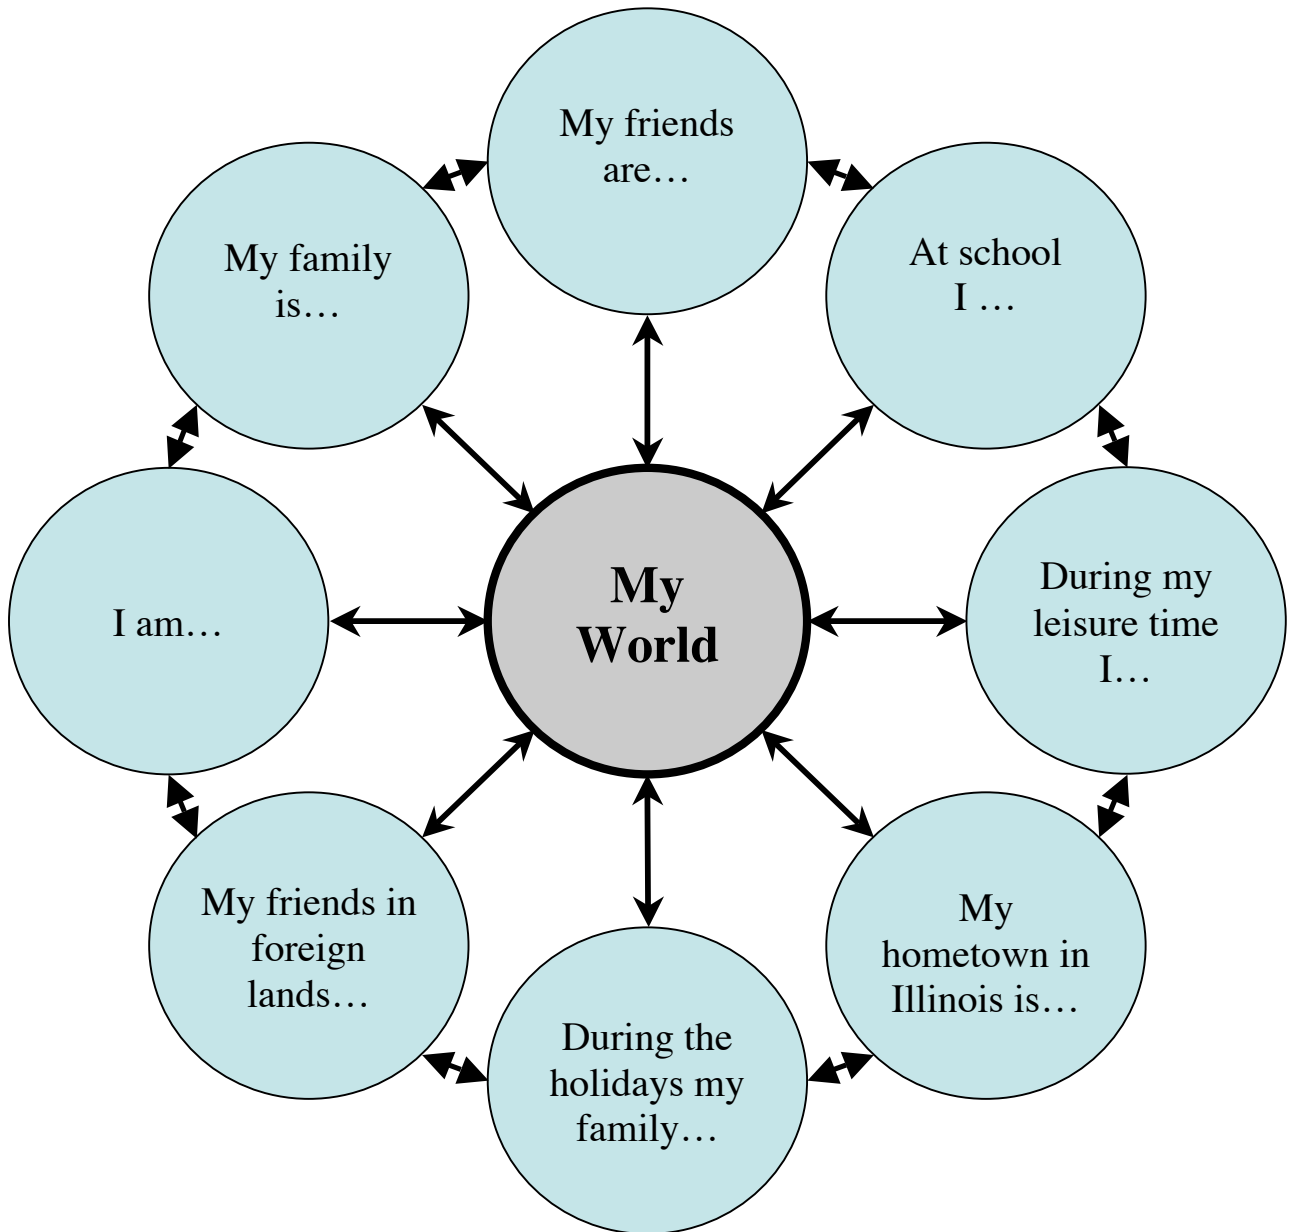 My friends
are…
My family
is…
At school
I …
My
World
I am…
During my
leisure time
I…
My friends in
foreign
lands…
My
hometown in
Illinois is…
During the
holidays my
family…